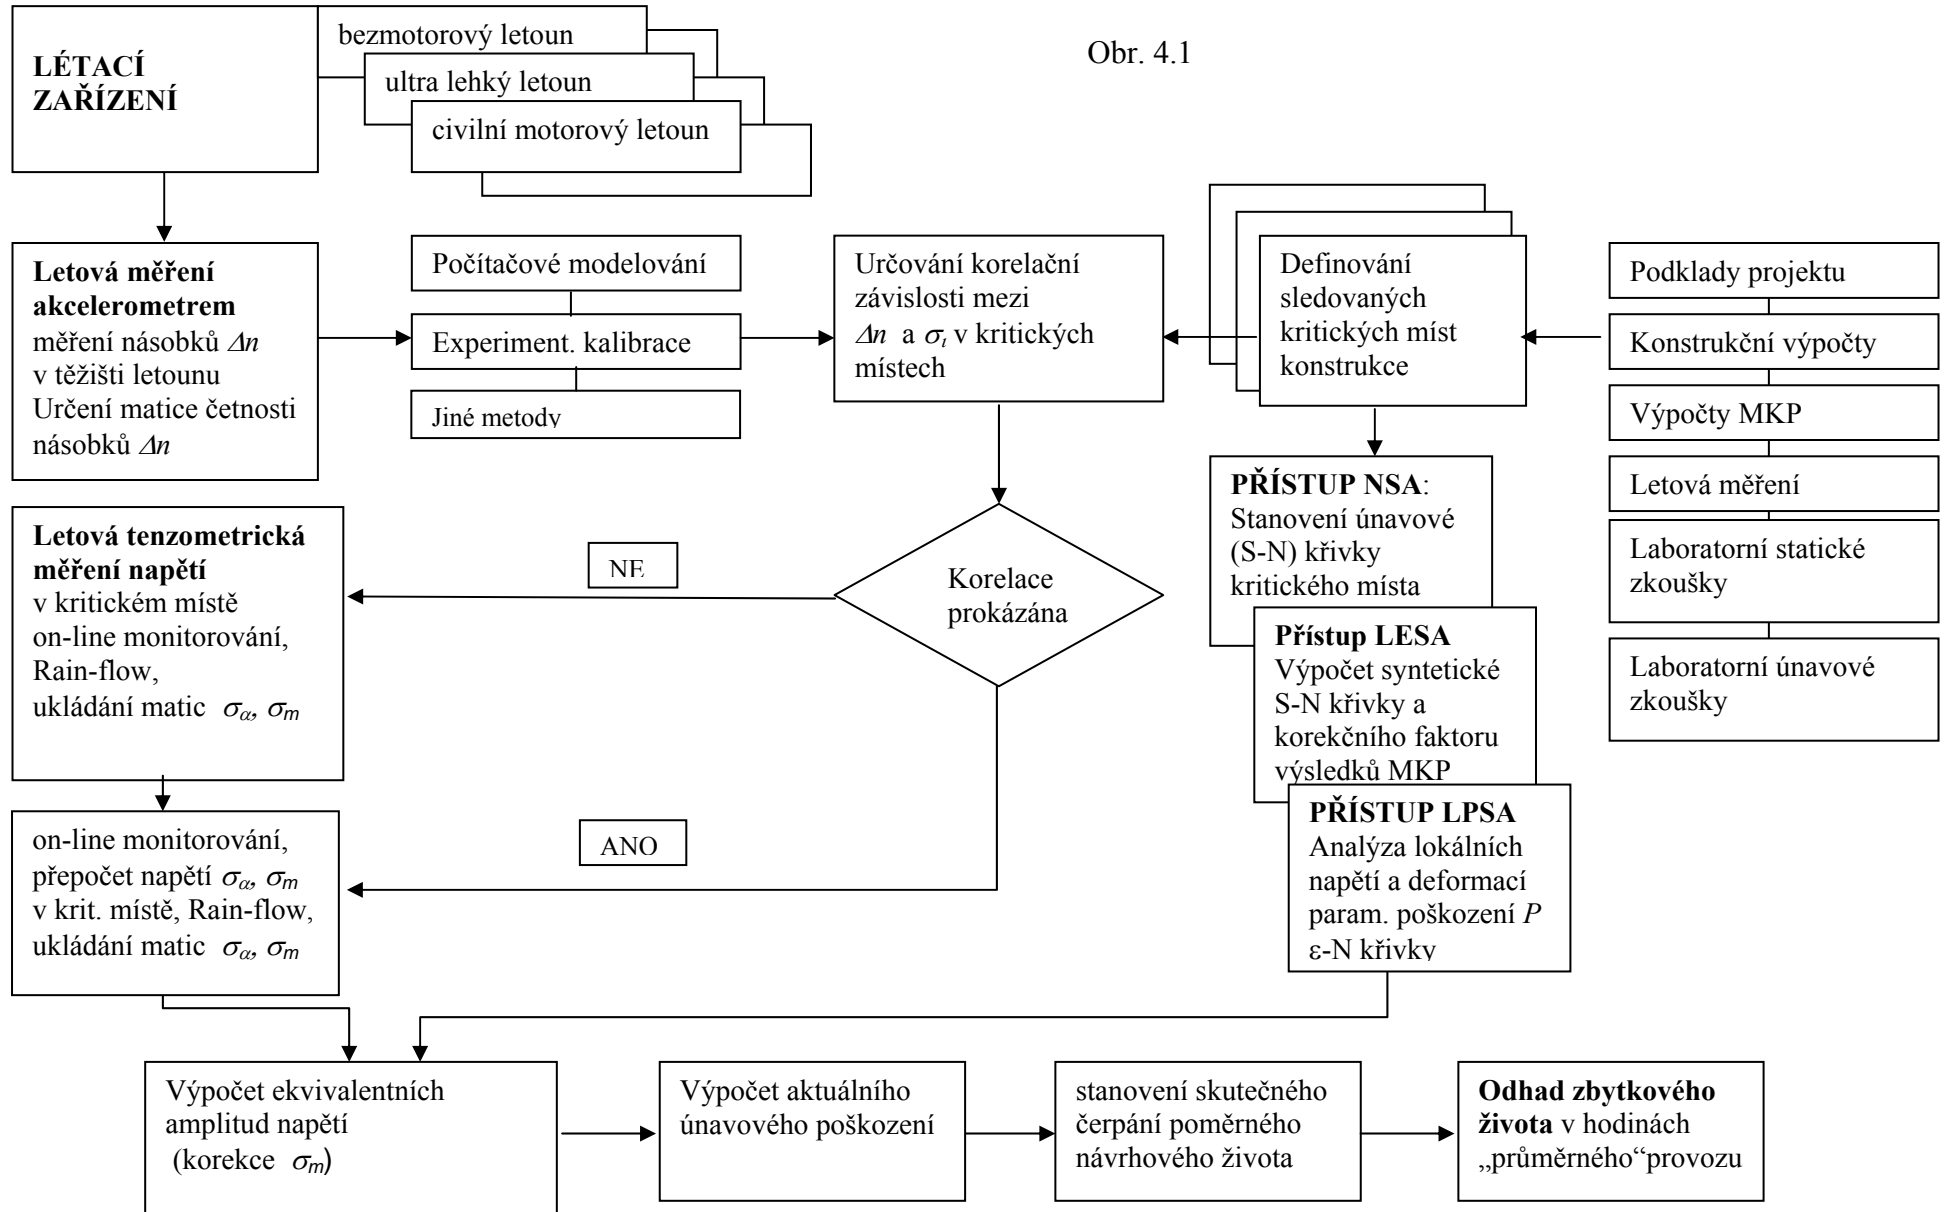 LÉTACÍ
ZAŘÍZENÍ
bezmotorový letoun
ultra lehký letoun
civilní motorový letoun
Obr. 4.1
Letová měření
akcelerometrem
měření násobků Δn
v těžišti letounu
Určení matice četnosti
násobků Δn
Počítačové modelování
Experiment. kalibrace
Jiné metody
Určování korelační
závislosti mezi
Δn a σt v kritických
místech
Definování
sledovaných
kritických míst
konstrukce
Podklady projektu
Konstrukční výpočty
Výpočty MKP
Letová měření
Laboratorní statické
zkoušky
Laboratorní únavové
zkoušky
PŘÍSTUP NSA:
Stanovení únavové
(S-N) křivky
kritického místa
Přístup LESA
Výpočet syntetické
S-N křivky a
korekčního faktoru
výsledků MKP
PŘÍSTUP LPSA
Analýza lokálních
napětí a deformací
param. poškození P
ε-N křivky
Letová tenzometrická
měření napětí
v kritickém místě
on-line monitorování,
Rain-flow,
ukládání matic σα, σm
NE
Korelace
prokázána
ANO
on-line monitorování,
přepočet napětí σα, σm
v krit. místě, Rain-flow,
ukládání matic σα, σm
Výpočet ekvivalentních
amplitud napětí
(korekce σm)
Výpočet aktuálního
únavového poškození
stanovení skutečného
čerpání poměrného
návrhového života
Odhad zbytkového
života v hodinách
„průměrného“provozu